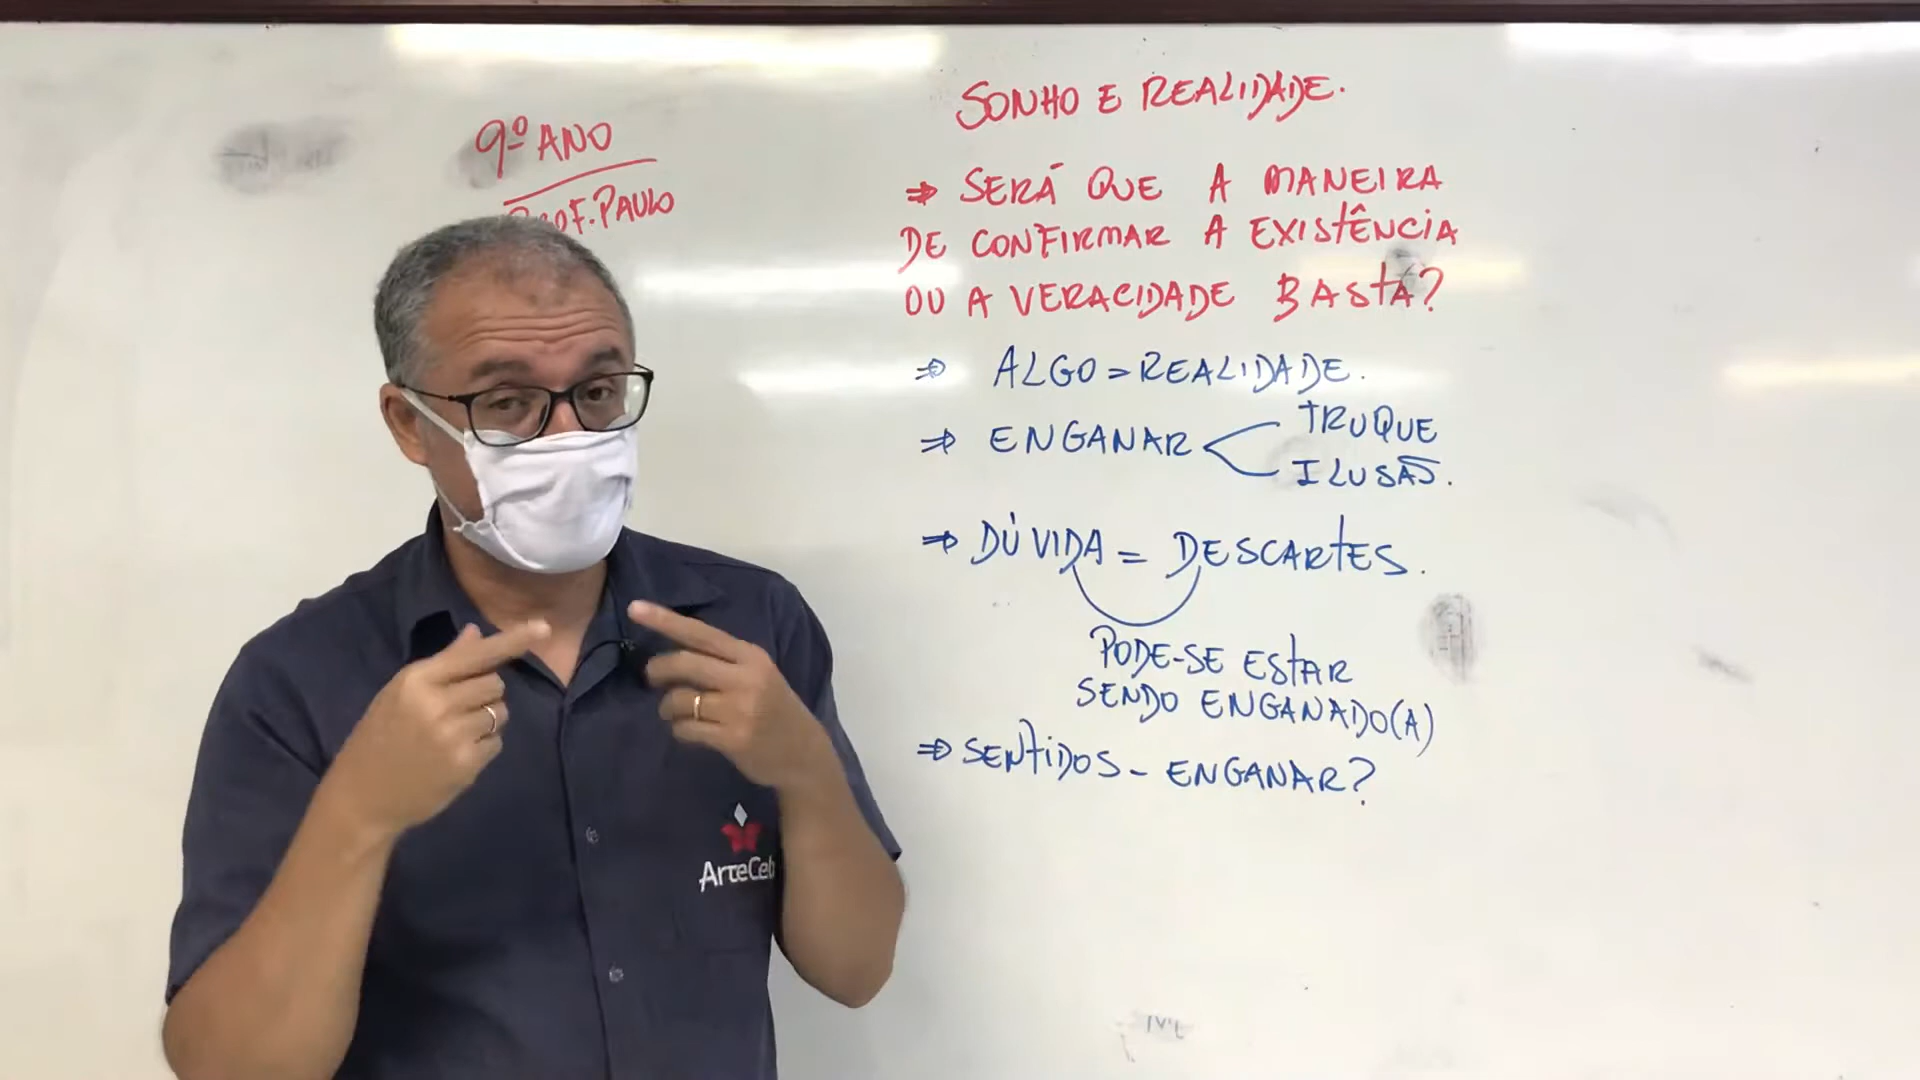 9º ANO
PROF. PAULO
SONHO E REALIDADE.
⇒ SERÁ QUE A MANEIRA
DE CONFIRMAR A EXISTÊNCIA
OU A VERACIDADE BASTA?
⇒ ALGO = REALIDADE.
⇒ ENGANAR < TRUQUE
ILUSÃO.
⇒ DÚVIDA = DESCARTES.
PODE-SE ESTAR
SENDO ENGANADO(A)
⇒ SENTIDOS - ENGANAR?
ArteCeb